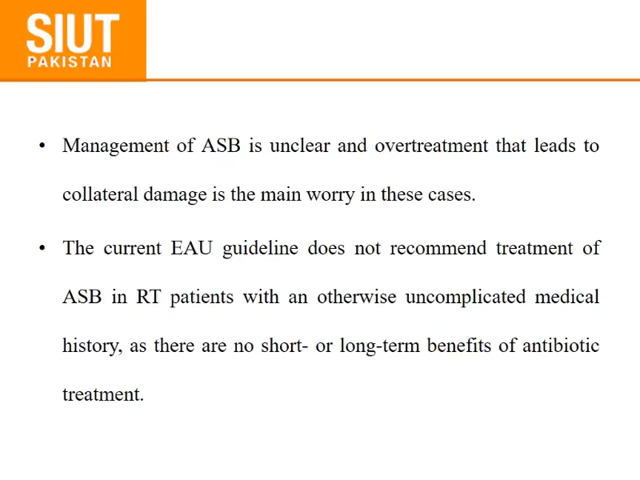 SIUT
PAKISTAN
• Management of ASB is unclear and overtreatment that leads to
collateral damage is the main worry in these cases.
• The current EAU guideline does not recommend treatment of
ASB in RT patients with an otherwise uncomplicated medical
history, as there are no short- or long-term benefits of antibiotic
treatment.